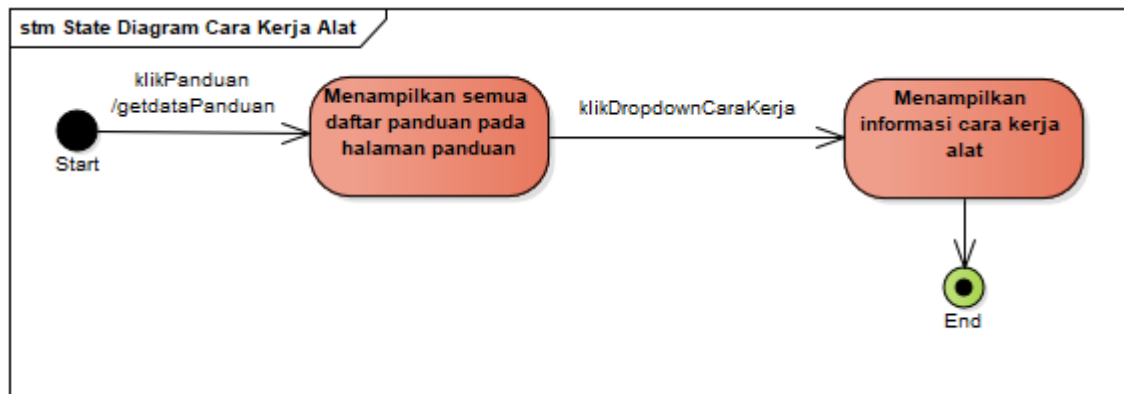 stm State Diagram Cara Kerja Alat
klikPanduan
/getdataPanduan
Start
Menampilkan semua
daftar panduan pada
halaman panduan
klikDropdownCaraKerja
Menampilkan
informasi cara kerja
alat
End